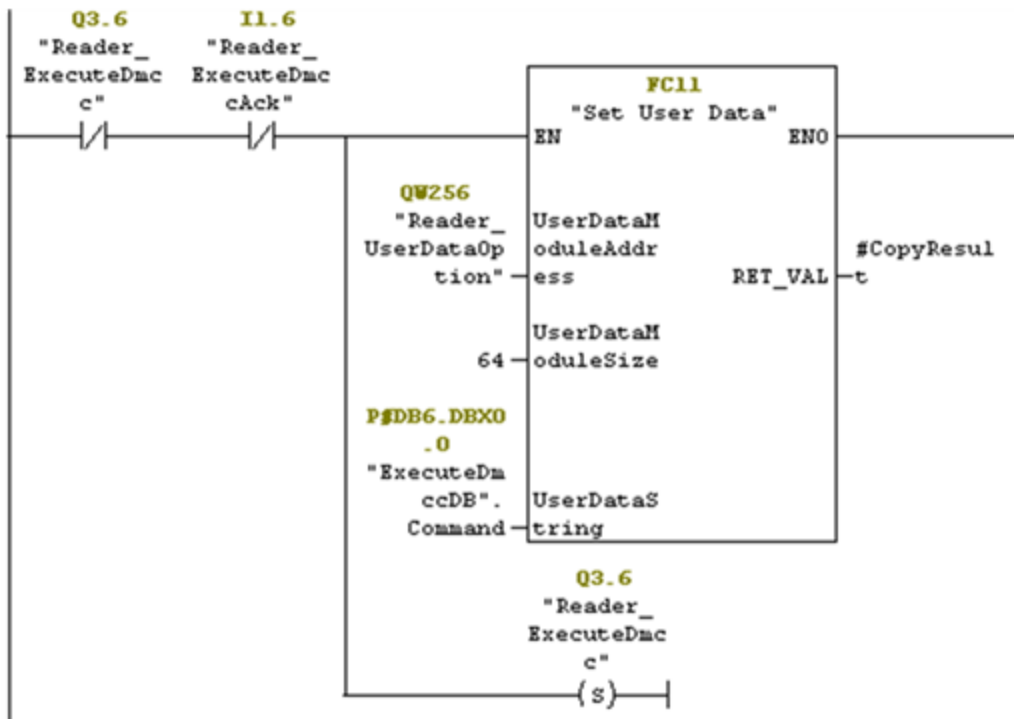 Q3.6
"Reader_
ExecuteDmc
c"
I1.6
"Reader_
ExecuteDmc
cAck"
FC11
"Set User Data"
EN
ENO
QW256
"Reader_
UserDataOp
tion"
UserDataM
oduleAddr
ess
RET_VAL
#CopyResul
t
64
UserDataM
oduleSize
P#DB6.DBX0
.0
"ExecuteDm
ccDB".
Command
UserDataS
tring
Q3.6
"Reader_
ExecuteDmc
c"
S